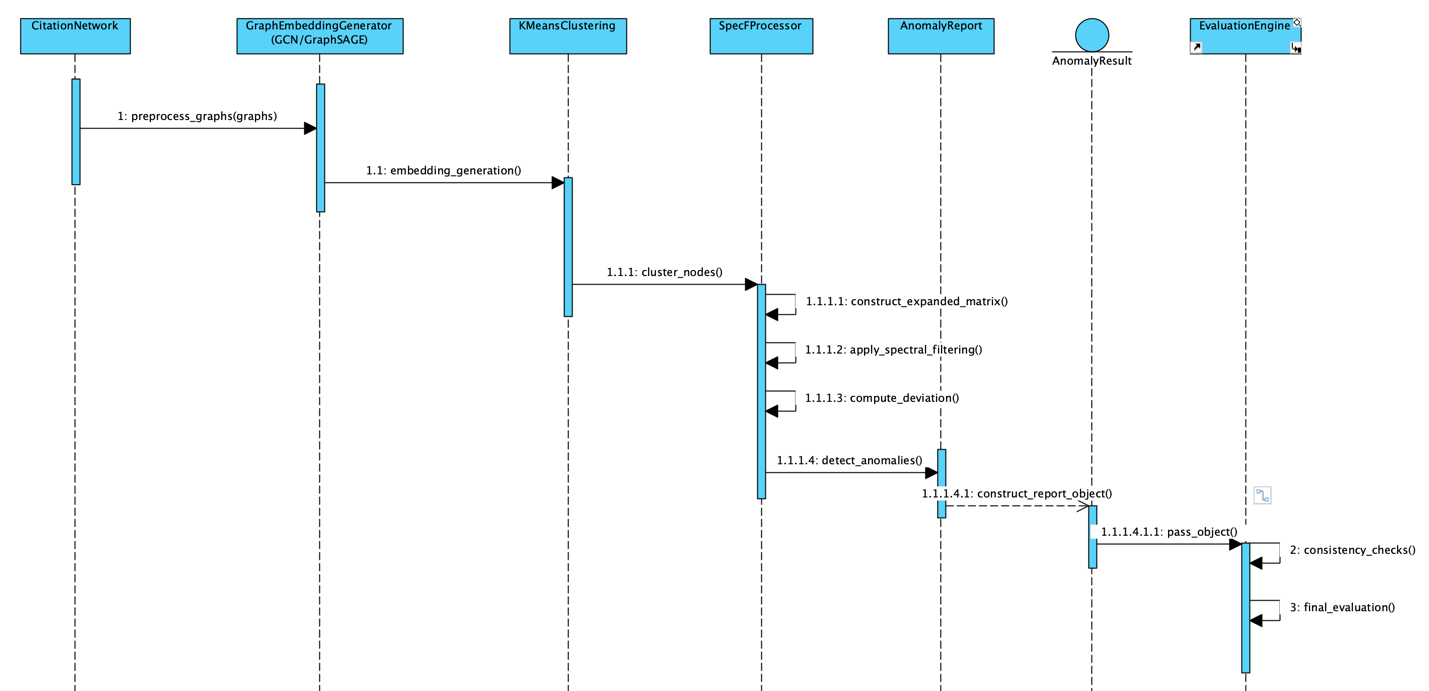 CitationNetwork
GraphEmbeddingGenerator
(GCN/GraphSAGE)
KMeansClustering
SpecFProcessor
AnomalyReport
AnomalyResult
EvaluationEngine
1: preprocess_graphs(graphs)
1.1: embedding_generation()
1.1.1: cluster_nodes()
1.1.1.1: construct_expanded_matrix()
1.1.1.2: apply_spectral_filtering()
1.1.1.3: compute_deviation()
1.1.1.4: detect_anomalies()
1.1.1.4.1: construct_report_object()
1.1.1.4.1.1: pass_object()
2: consistency_checks()
3: final_evaluation()